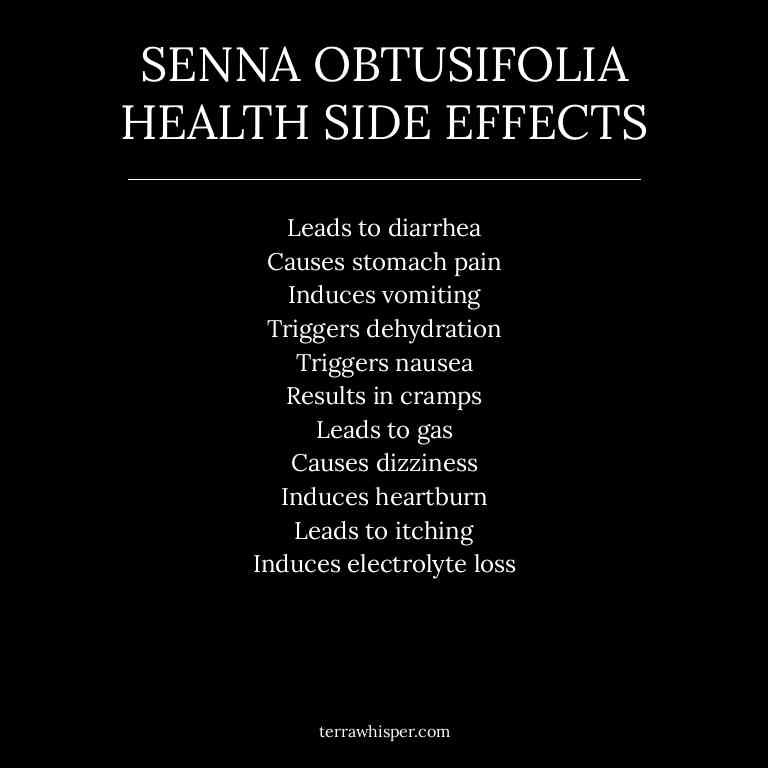 SENNA OBTUSIFOLIA
HEALTH SIDE EFFECTS
Leads to diarrhea
Causes stomach pain
Induces vomiting
Triggers dehydration
Triggers nausea
Results in cramps
Leads to gas
Causes dizziness
Induces heartburn
Leads to itching
Induces electrolyte loss
terrawhisper.com